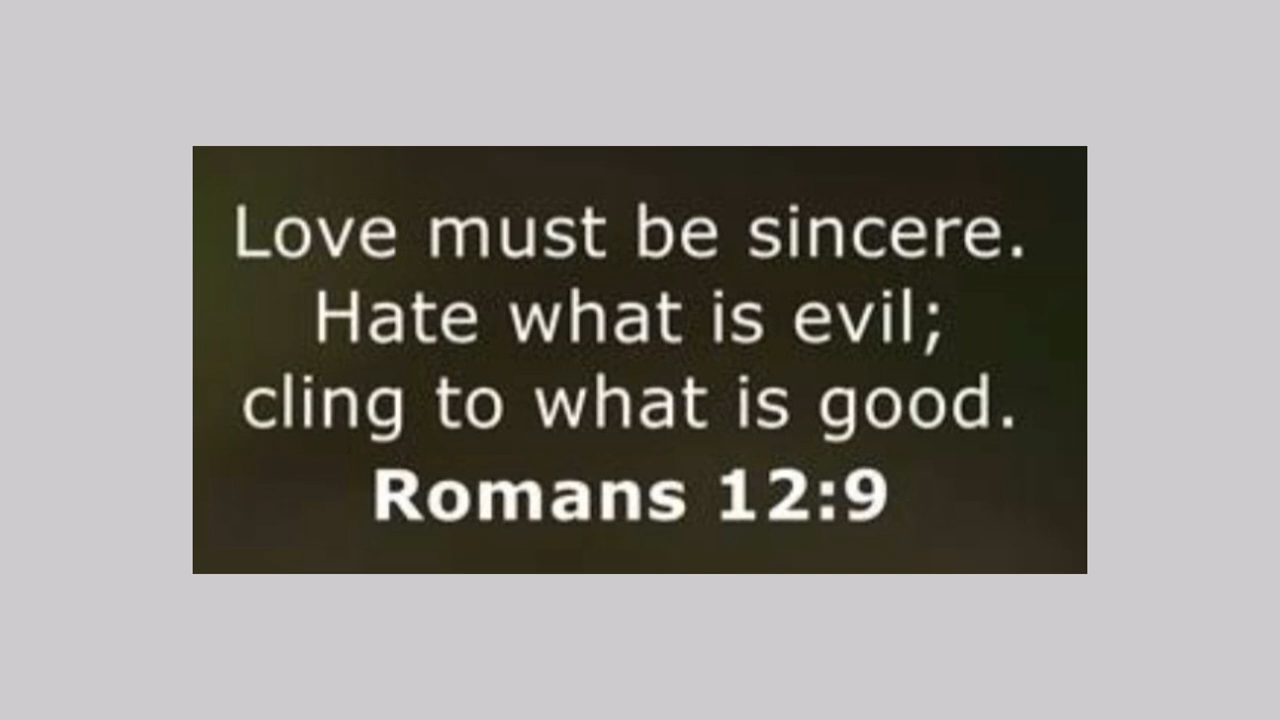 Love must be sincere.
Hate what is evil;
cling to what is good.
Romans 12:9